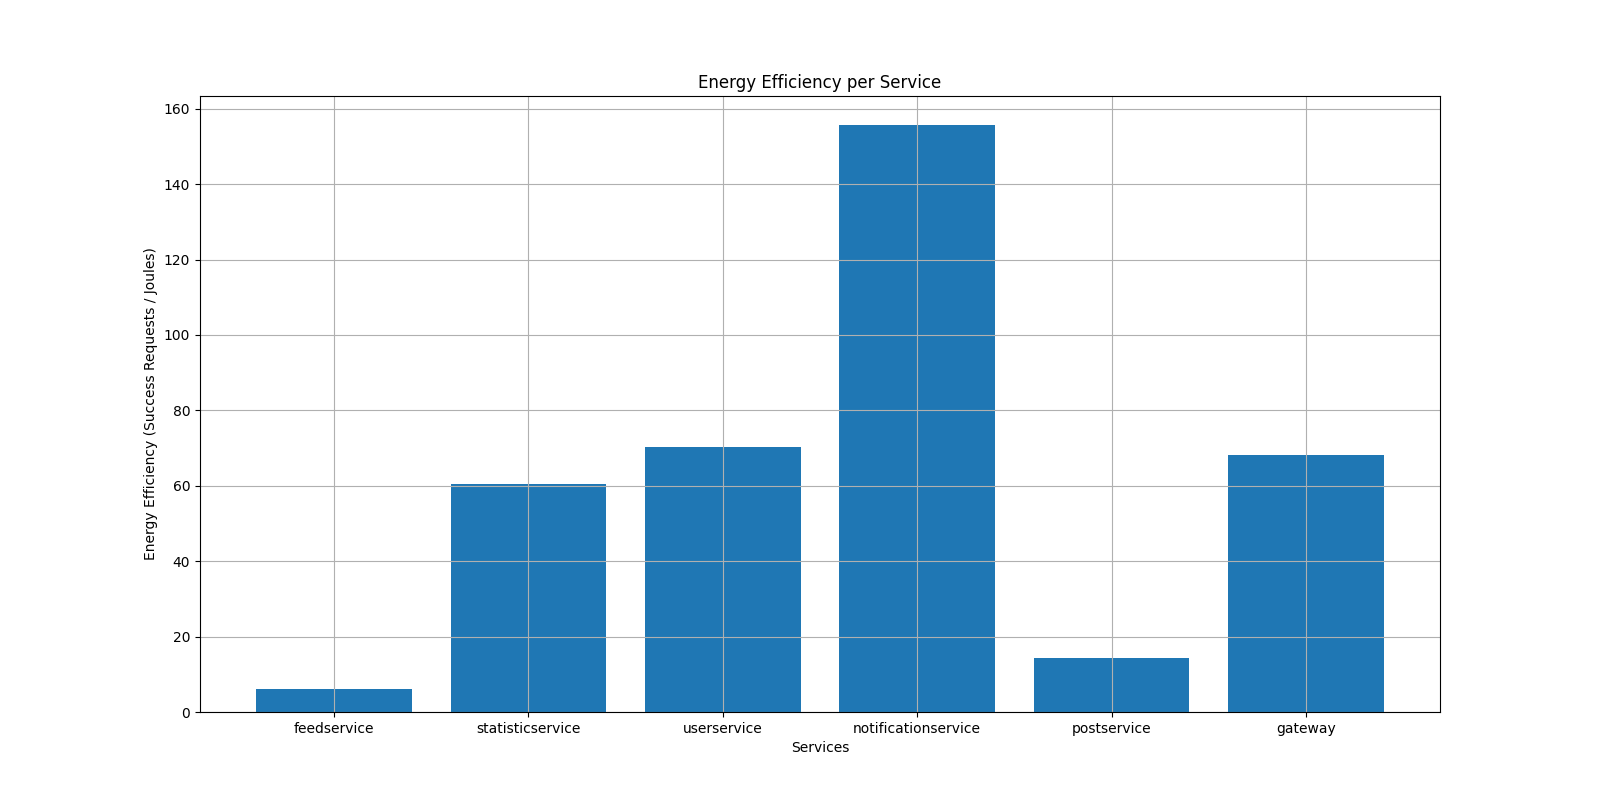 Energy Efficiency per Service
Energy Efficiency (Success Requests / Joules)
160
140
120
100
80
60
40
20
0
feedservice statisticservice userservice notificationservice postservice gateway
Services